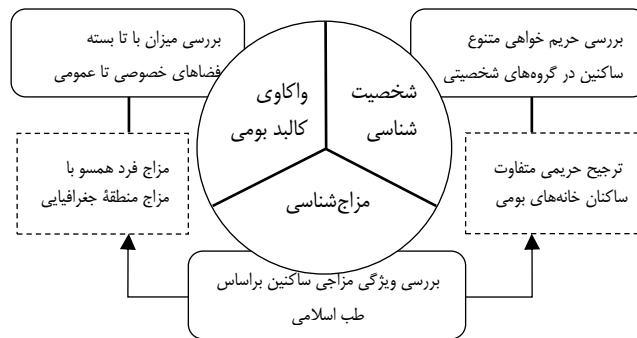 بررسی حریم خواهی متنوع
ساکنین در گروه‌های شخصیتی
شخصیت
شناسی
واکاوی
کالبد بومی
بررسی میزان با تا بسته
فضاهای خصوصی تا عمومی
ترجیح حریمی متفاوت
ساکنان خانه‌های بومی
مزاج‌شناسی
مزاج فرد همسو با
مزاج منطقهٔ جغرافیایی
بررسی ویژگی مزاجی ساکنین براساس
طب اسلامی